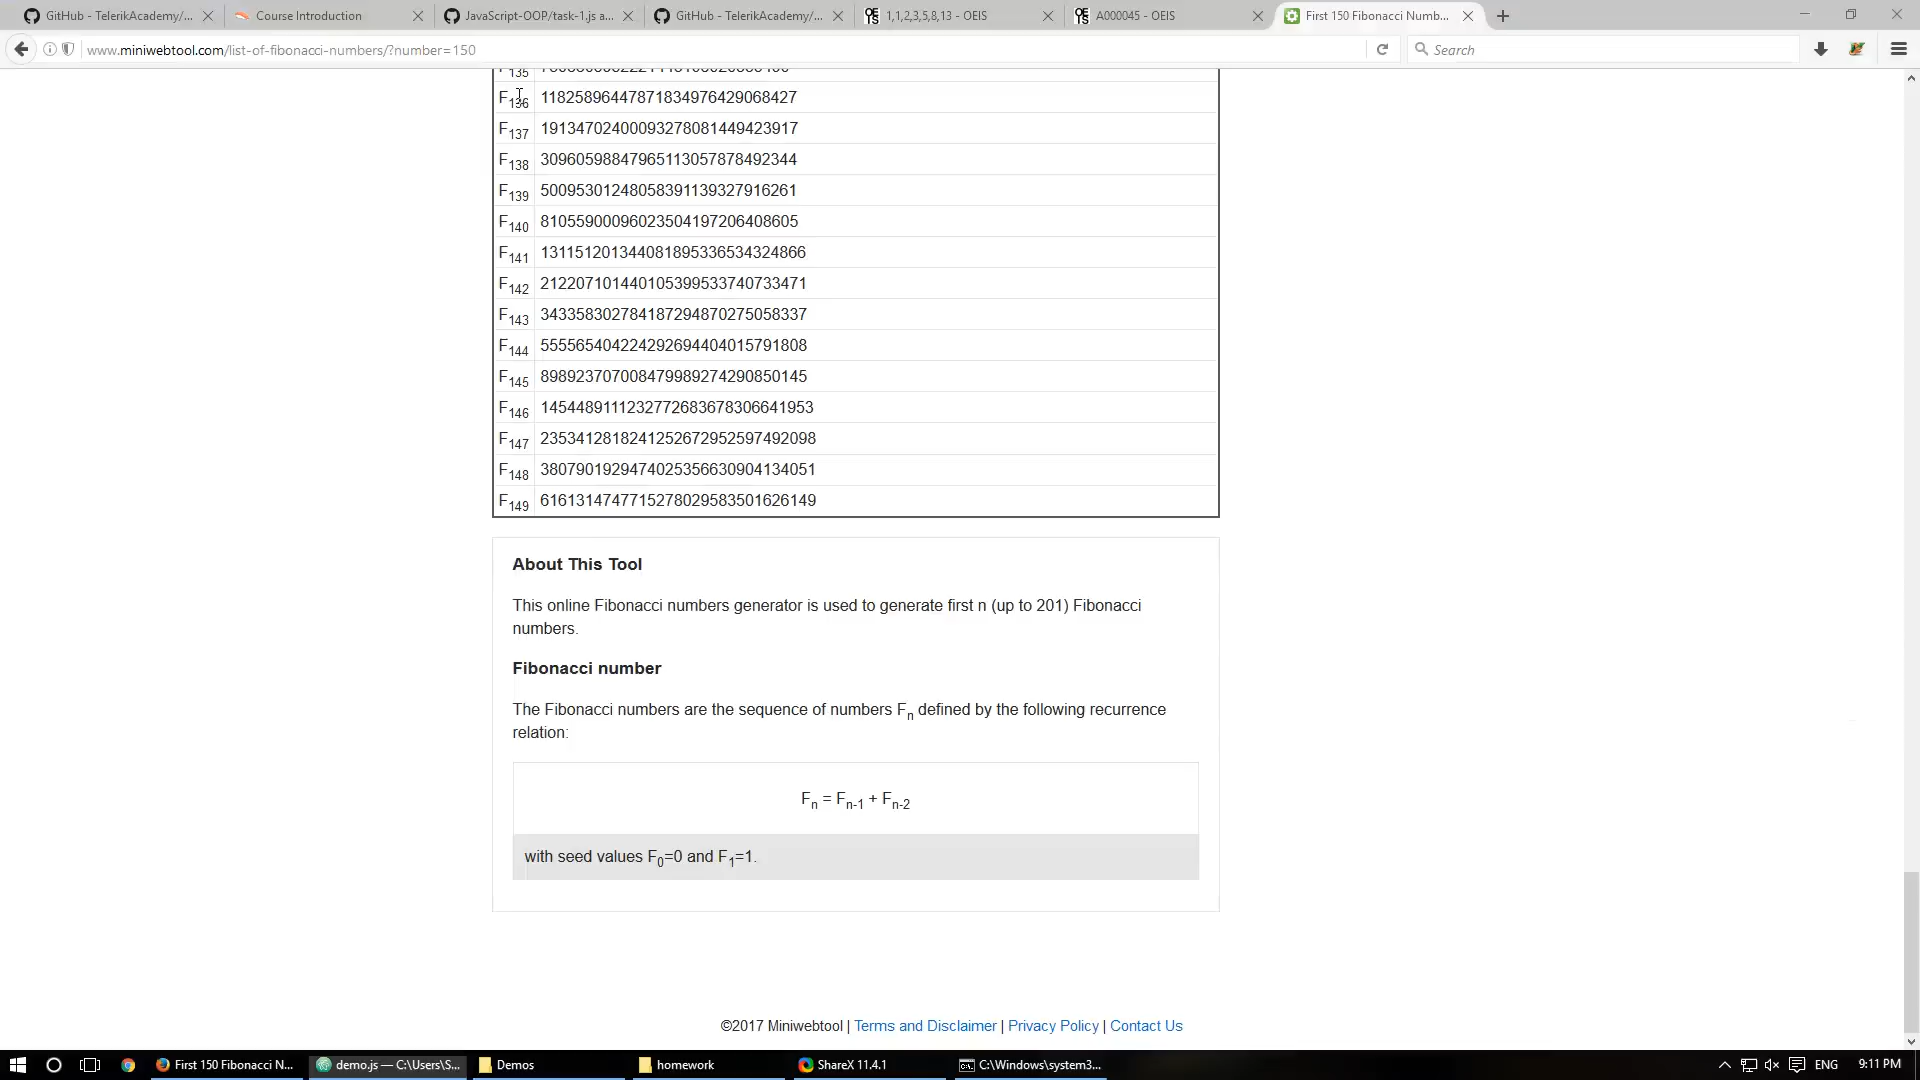 GitHub - TelerikAcademy/...
Course Introduction
JavaScript-OOP/task-1.js a...
GitHub - TelerikAcademy/...
1,1,2,3,5,8,13 - OEIS
A000045 - OEIS
First 150 Fibonacci Numb...
www.miniwebtool.com/list-of-fibonacci-numbers/?number=150
Search
F135
F136 11825896447871834976429068427
F137 19134702400093278081449423917
F138 30960598847965113057878492344
F139 50095301248058391139327916261
F140 81055900096023504197206408605
F141 131151201344081895336534324866
F142 212207101440105399533740733471
F143 343358302784187294870275058337
F144 555565404224292694404015791808
F145 898923707008479989274290850145
F146 1454489111232772683678306641953
F147 2353412818241252672952597492098
F148 3807901929474025356630904134051
F149 6161314747715278029583501626149
About This Tool
This online Fibonacci numbers generator is used to generate first n (up to 201) Fibonacci
numbers.
Fibonacci number
The Fibonacci numbers are the sequence of numbers Fn defined by the following recurrence
relation:
Fn = Fn-1 + Fn-2
with seed values F0=0 and F1=1.
©2017 Miniwebtool | Terms and Disclaimer | Privacy Policy | Contact Us
First 150 Fibonacci N...
demo.js — C:\Users\S...
Demos
homework
ShareX 11.4.1
C:\Windows\system3...
ENG
9:11 PM